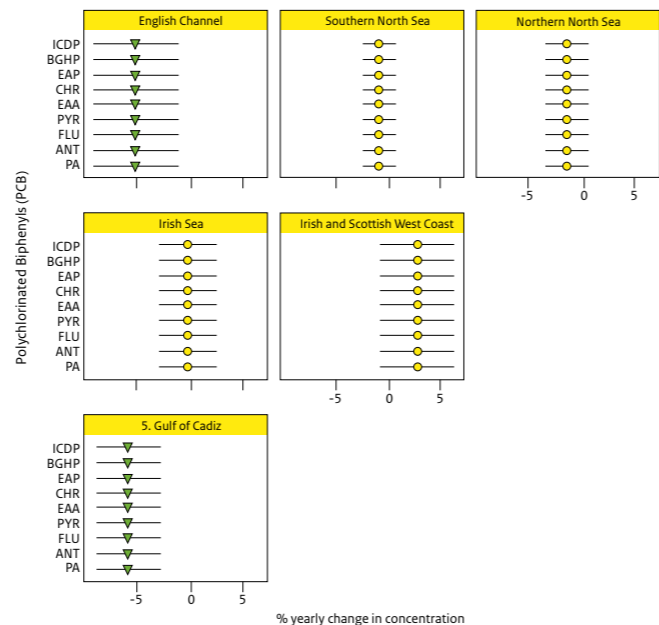 English Channel
Southern North Sea
Northern North Sea
ICDP
BGHP
EAP
CHR
EAA
PYR
FLU
ANT
PA
-5 0 5
Polychlorinated Biphenyls (PCB)
Irish Sea
Irish and Scottish West Coast
ICDP
BGHP
EAP
CHR
EAA
PYR
FLU
ANT
PA
-5 0 5
5. Gulf of Cadiz
ICDP
BGHP
EAP
CHR
EAA
PYR
FLU
ANT
PA
-5 0 5
% yearly change in concentration